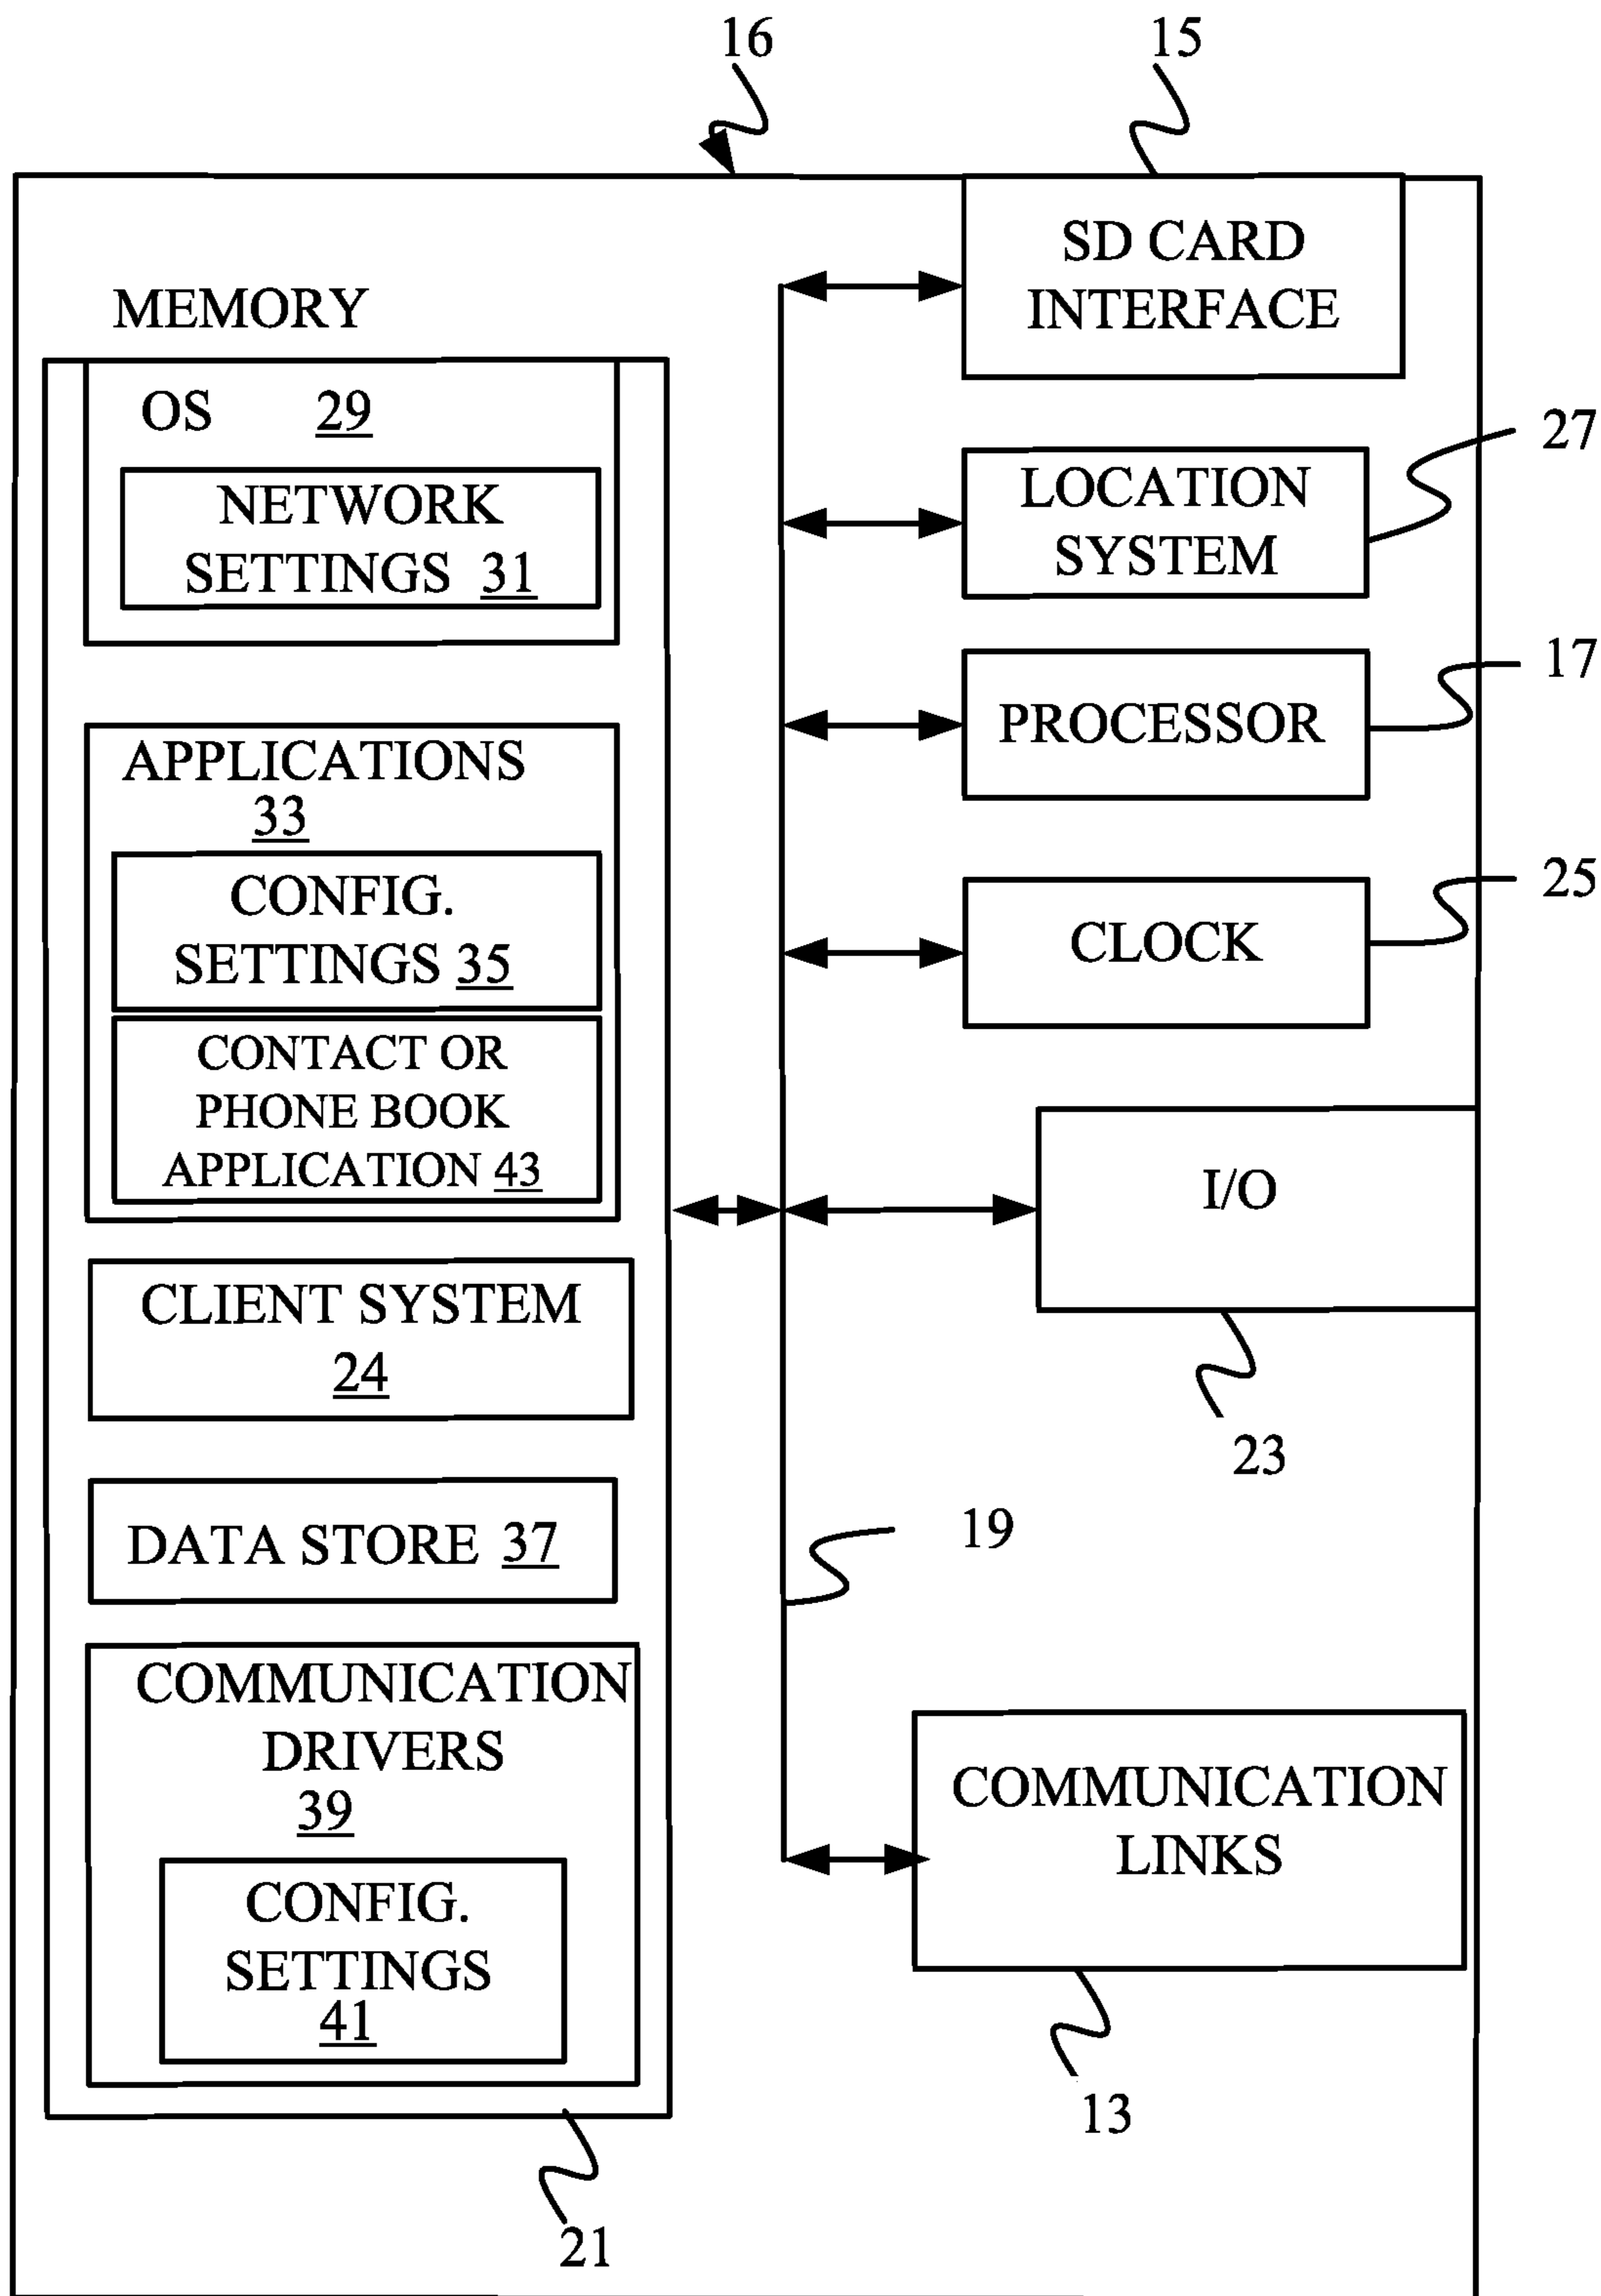 16
15
MEMORY
OS 29
NETWORK
SETTINGS 31
APPLICATIONS
33
CONFIG.
SETTINGS 35
CONTACT OR
PHONE BOOK
APPLICATION 43
CLIENT SYSTEM
24
DATA STORE 37
COMMUNICATION
DRIVERS
39
CONFIG.
SETTINGS
41
21
SD CARD
INTERFACE
LOCATION
SYSTEM
27
PROCESSOR
17
CLOCK
25
I/O
23
19
COMMUNICATION
LINKS
13